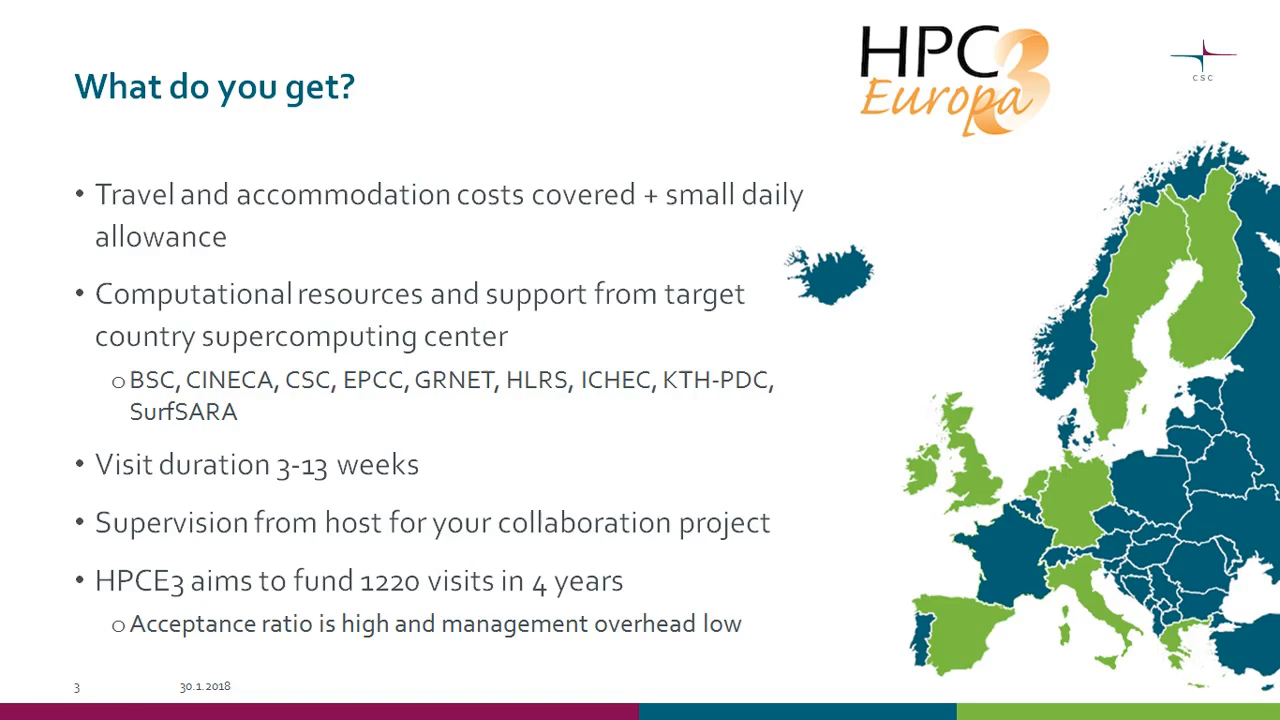 HPC3
Europa
CSC
What do you get?
• Travel and accommodation costs covered + small daily
allowance
• Computational resources and support from target
country supercomputing center
o BSC, CINECA, CSC, EPCC, GRNET, HLRS, ICHEC, KTH-PDC,
SurfSARA
• Visit duration 3-13 weeks
• Supervision from host for your collaboration project
• HPCE3 aims to fund 1220 visits in 4 years
o Acceptance ratio is high and management overhead low
3 30.1.2018